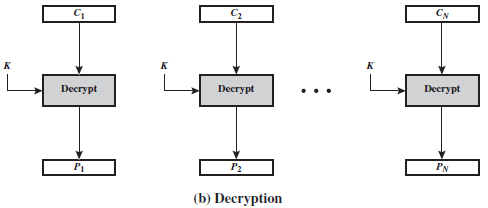 C1 C2 CN
K K K
Decrypt Decrypt • • • Decrypt
P1 P2 PN
(b) Decryption